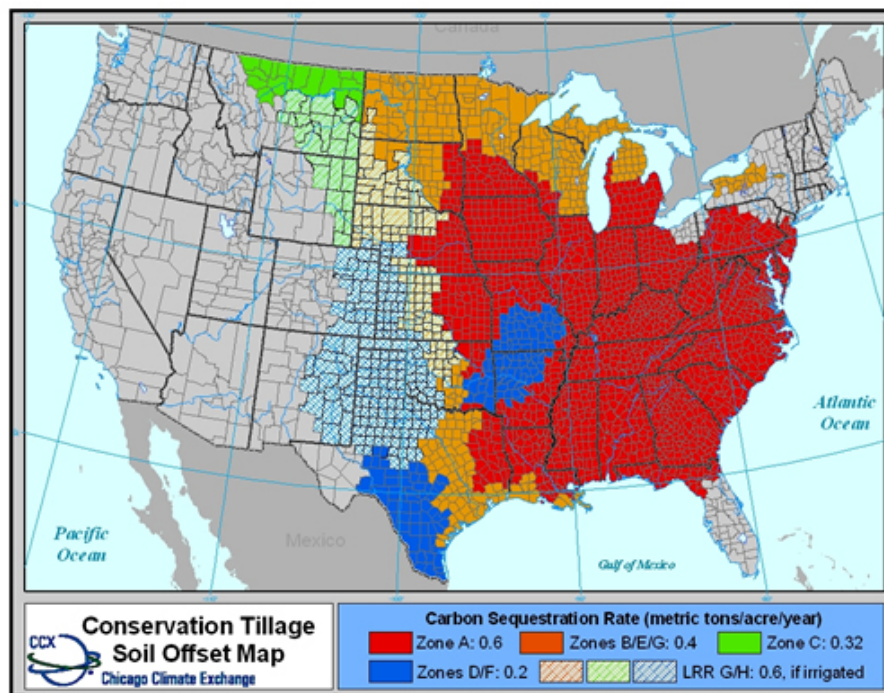 Canada
Atlantic
Ocean
Pacific
Ocean
Mexico
Gulf of Mexico
CCX
Conservation Tillage
Soil Offset Map
Chicago Climate Exchange
Carbon Sequestration Rate (metric tons/acre/year)
Zone A: 0.6 Zones B/E/G: 0.4 Zone C: 0.32
Zones D/F: 0.2 LRR G/H: 0.6, if irrigated